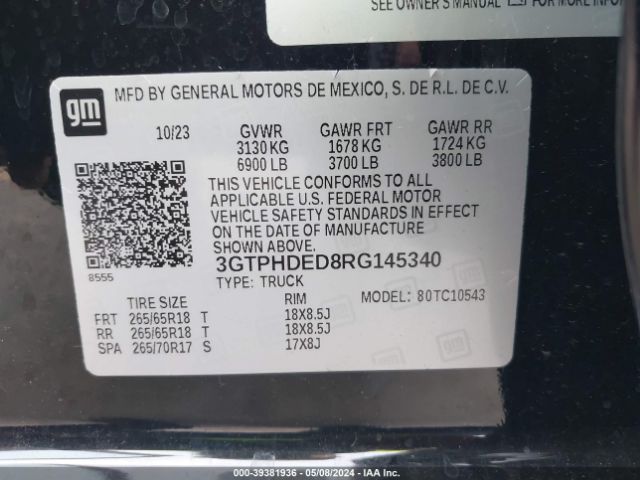 SEE OWNER'S MANUAL FOR MORE INFOR
gm
MFD BY GENERAL MOTORS DE MEXICO, S. DE R.L. DE C.V.
10/23 GVWR GAWR FRT GAWR RR
3130 KG 1678 KG 1724 KG
6900 LB 3700 LB 3800 LB
THIS VEHICLE CONFORMS TO ALL
APPLICABLE U.S. FEDERAL MOTOR
VEHICLE SAFETY STANDARDS IN EFFECT
ON THE DATE OF MANUFACTURE
SHOWN ABOVE.
8555
3GTPHDED8RG145340
TYPE: TRUCK
TIRE SIZE RIM MODEL: 80TC10543
FRT 265/65R18 T 18X8.5J
RR 265/65R18 T 18X8.5J
SPA 265/70R17 S 17X8J
000-39381936 - 05/08/2024 - IAA Inc.